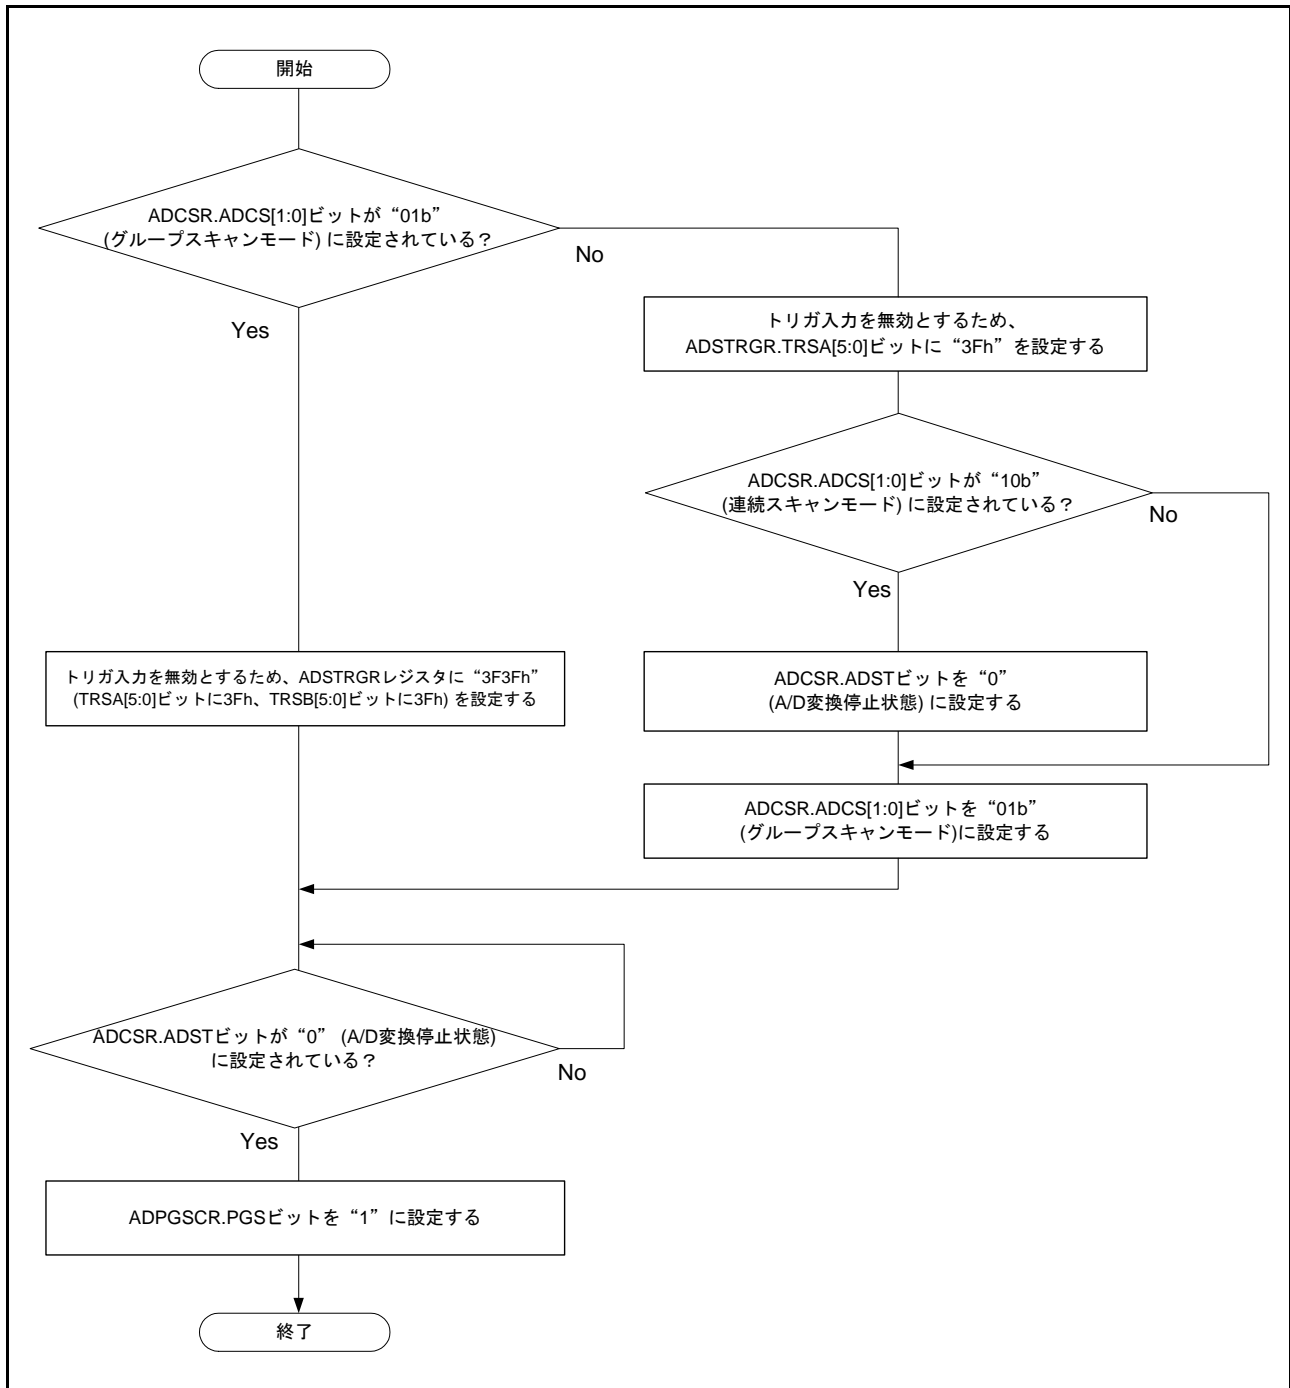 開始
ADCSR.ADCS[1:0]ビットが“01b”
(グループスキャンモード) に設定されている？
No
Yes
トリガ入力を無効とするため、
ADSTRGR.TRSA[5:0]ビットに“3Fh”を設定する
ADCSR.ADCS[1:0]ビットが“10b”
(連続スキャンモード) に設定されている？
No
Yes
トリガ入力を無効とするため、ADSTRGRレジスタに“3F3Fh”
(TRSA[5:0]ビットに3Fh、TRSB[5:0]ビットに3Fh) を設定する
ADCSR.ADSTビットを“0”
(A/D変換停止状態) に設定する
ADCSR.ADCS[1:0]ビットを“01b”
(グループスキャンモード)に設定する
ADCSR.ADSTビットが“0” (A/D変換停止状態)
に設定されている？
No
Yes
ADPGSCR.PGSビットを“1”に設定する
終了